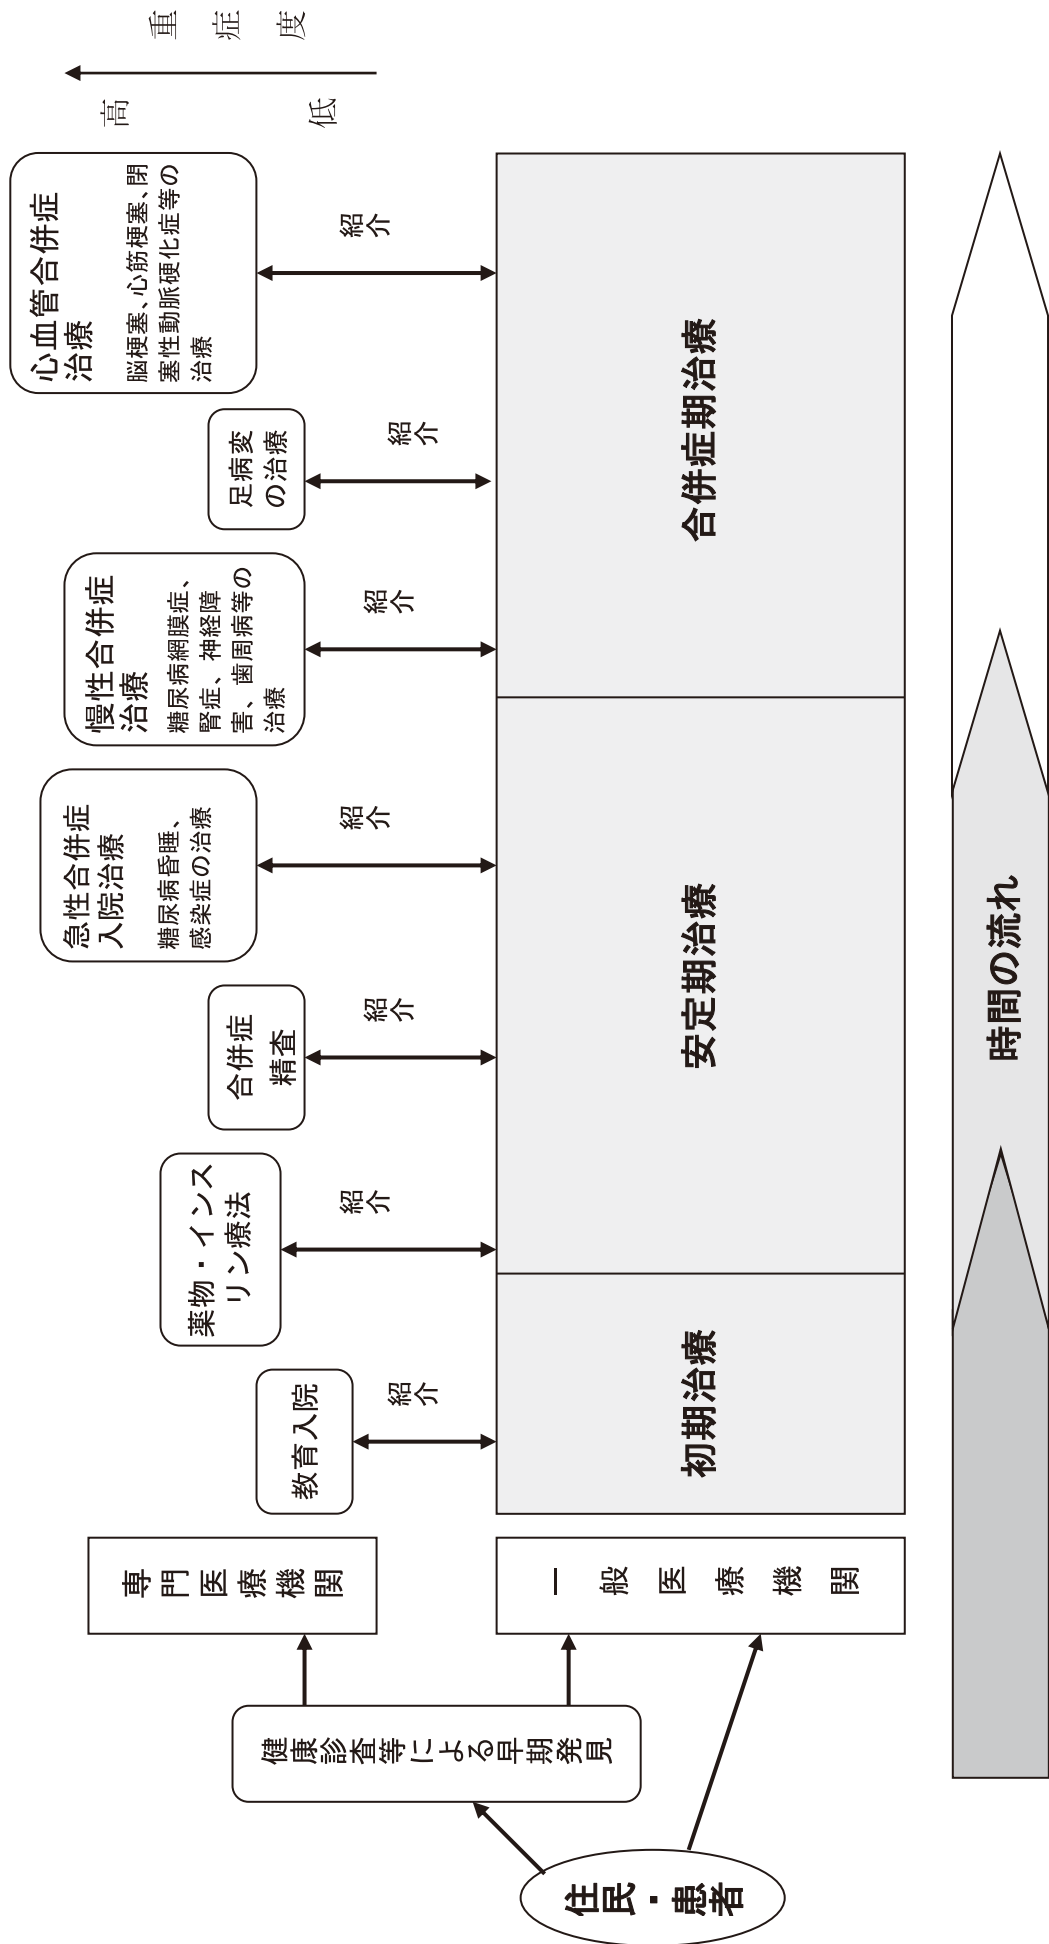 重症度
高
低
心血管合併症
治療
脳梗塞、心筋梗塞、閉
塞性動脈硬化症等の
治療
紹介
足病変
の治療
紹介
慢性合併症
治療
糖尿病網膜症、
腎症、神経障
害、歯周病等の
治療
紹介
急性合併症
入院治療
糖尿病昏睡、
感染症の治療
紹介
合併症
精査
紹介
薬物・インス
リン療法
紹介
教育入院
紹介
専門医療機関
一般医療機関
初期治療
安定期治療
合併症期治療
健康診査等による早期発見
住民・患者
時間の流れ